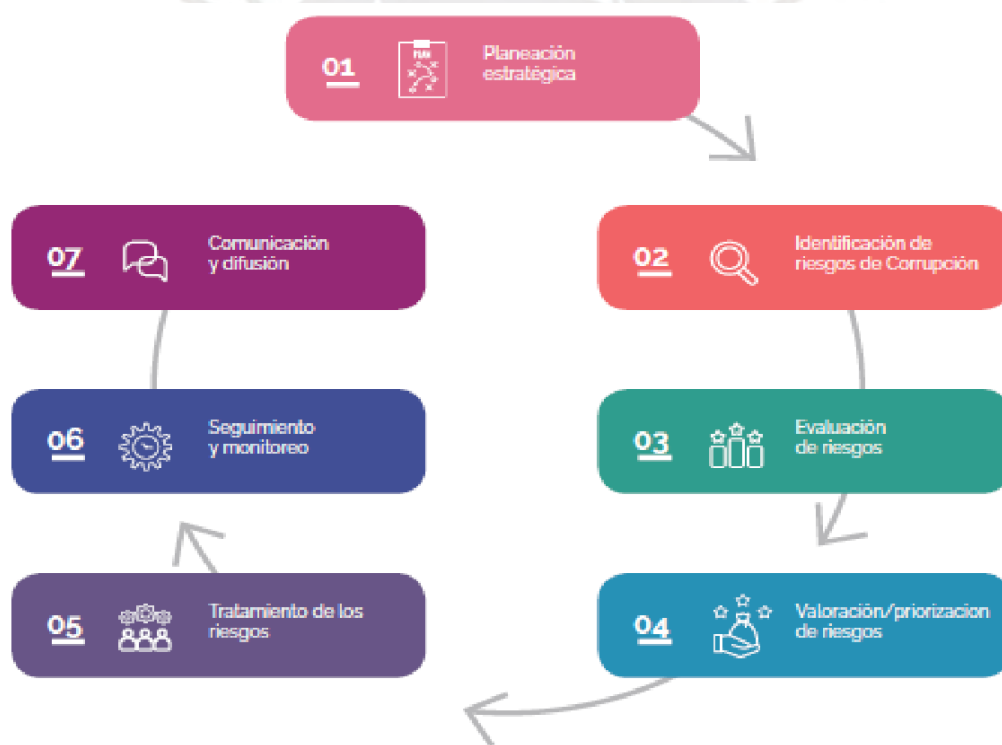 01
PLAN
Planeación
estratégica
02
Identificación de
riesgos de Corrupción
03
Evaluación
de riesgos
04
Valoración/priorizacion
de riesgos
05
Tratamiento de los
riesgos
06
Seguimiento
y monitoreo
07
Comunicación
y difusión